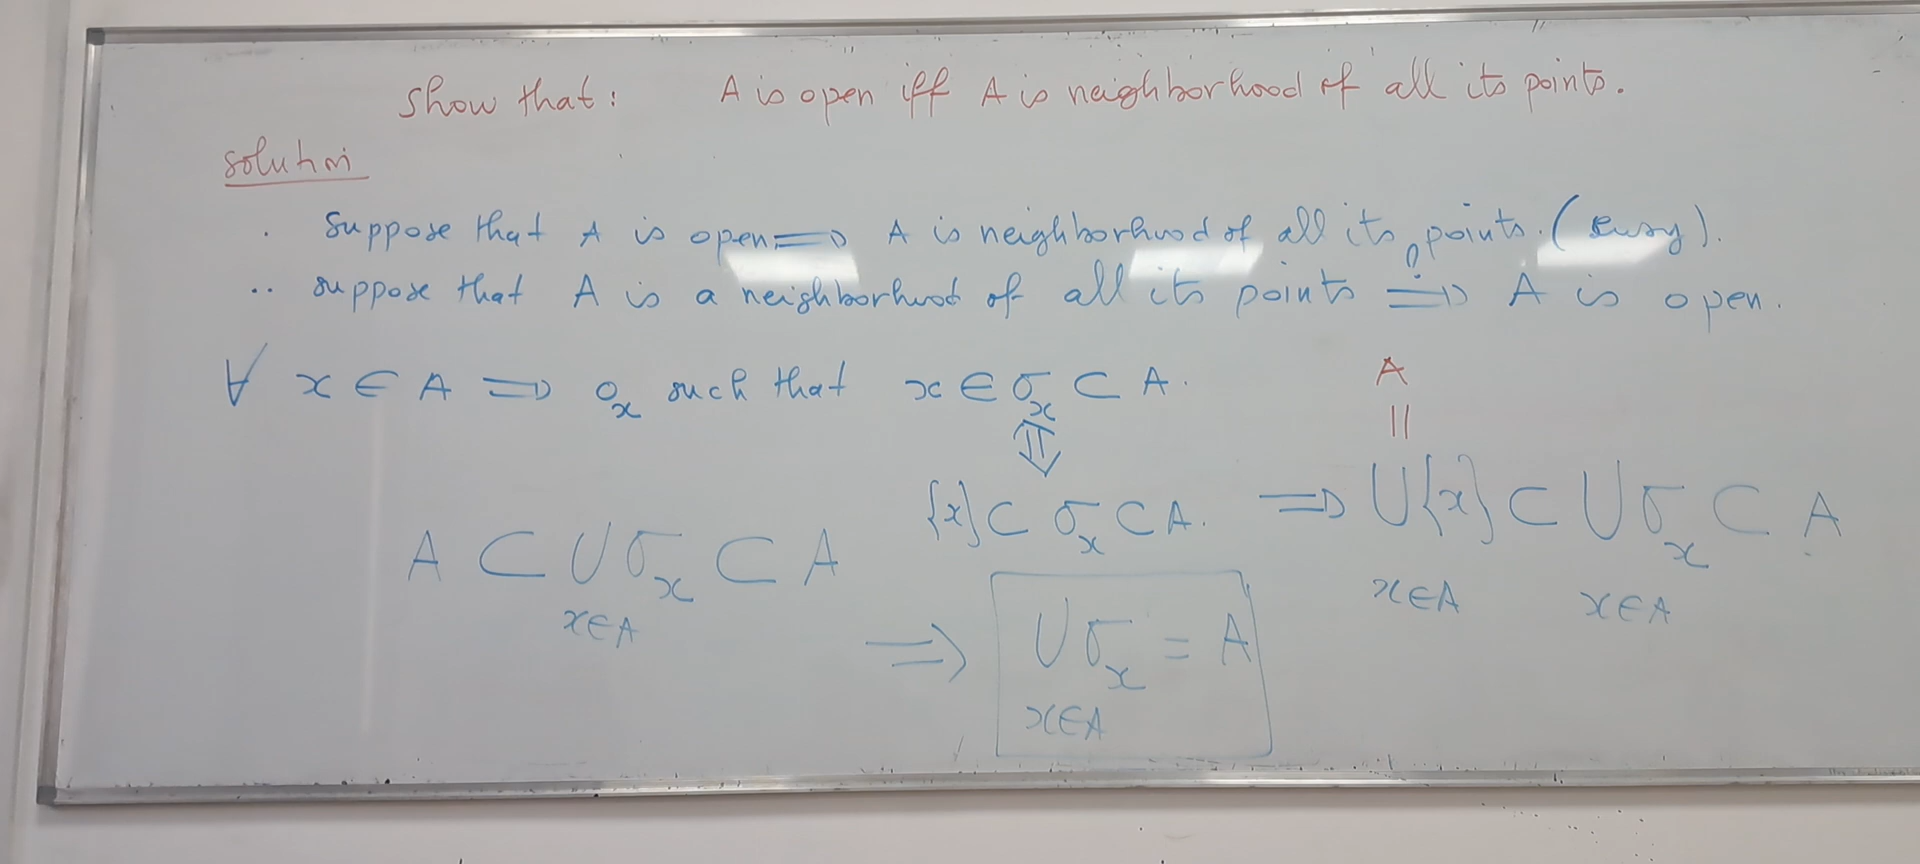 Show that: A is open iff A is neighborhood of all its points.
solution
. Suppose that A is open ⇒ A is neighborhood of all its points. (easy).
.. suppose that A is a neighborhood of all its points ⇒? A is open.
∀ x ∈ A ⇒ O_x such that x ∈ O_x ⊂ A.
⇓
{x} ⊂ O_x ⊂ A. ⇒ ∪{x} ⊂ ∪ O_x ⊂ A
x∈A x∈A
A
||
A ⊂ ∪ O_x ⊂ A
x∈A
⇒ ∪ O_x = A
x∈A